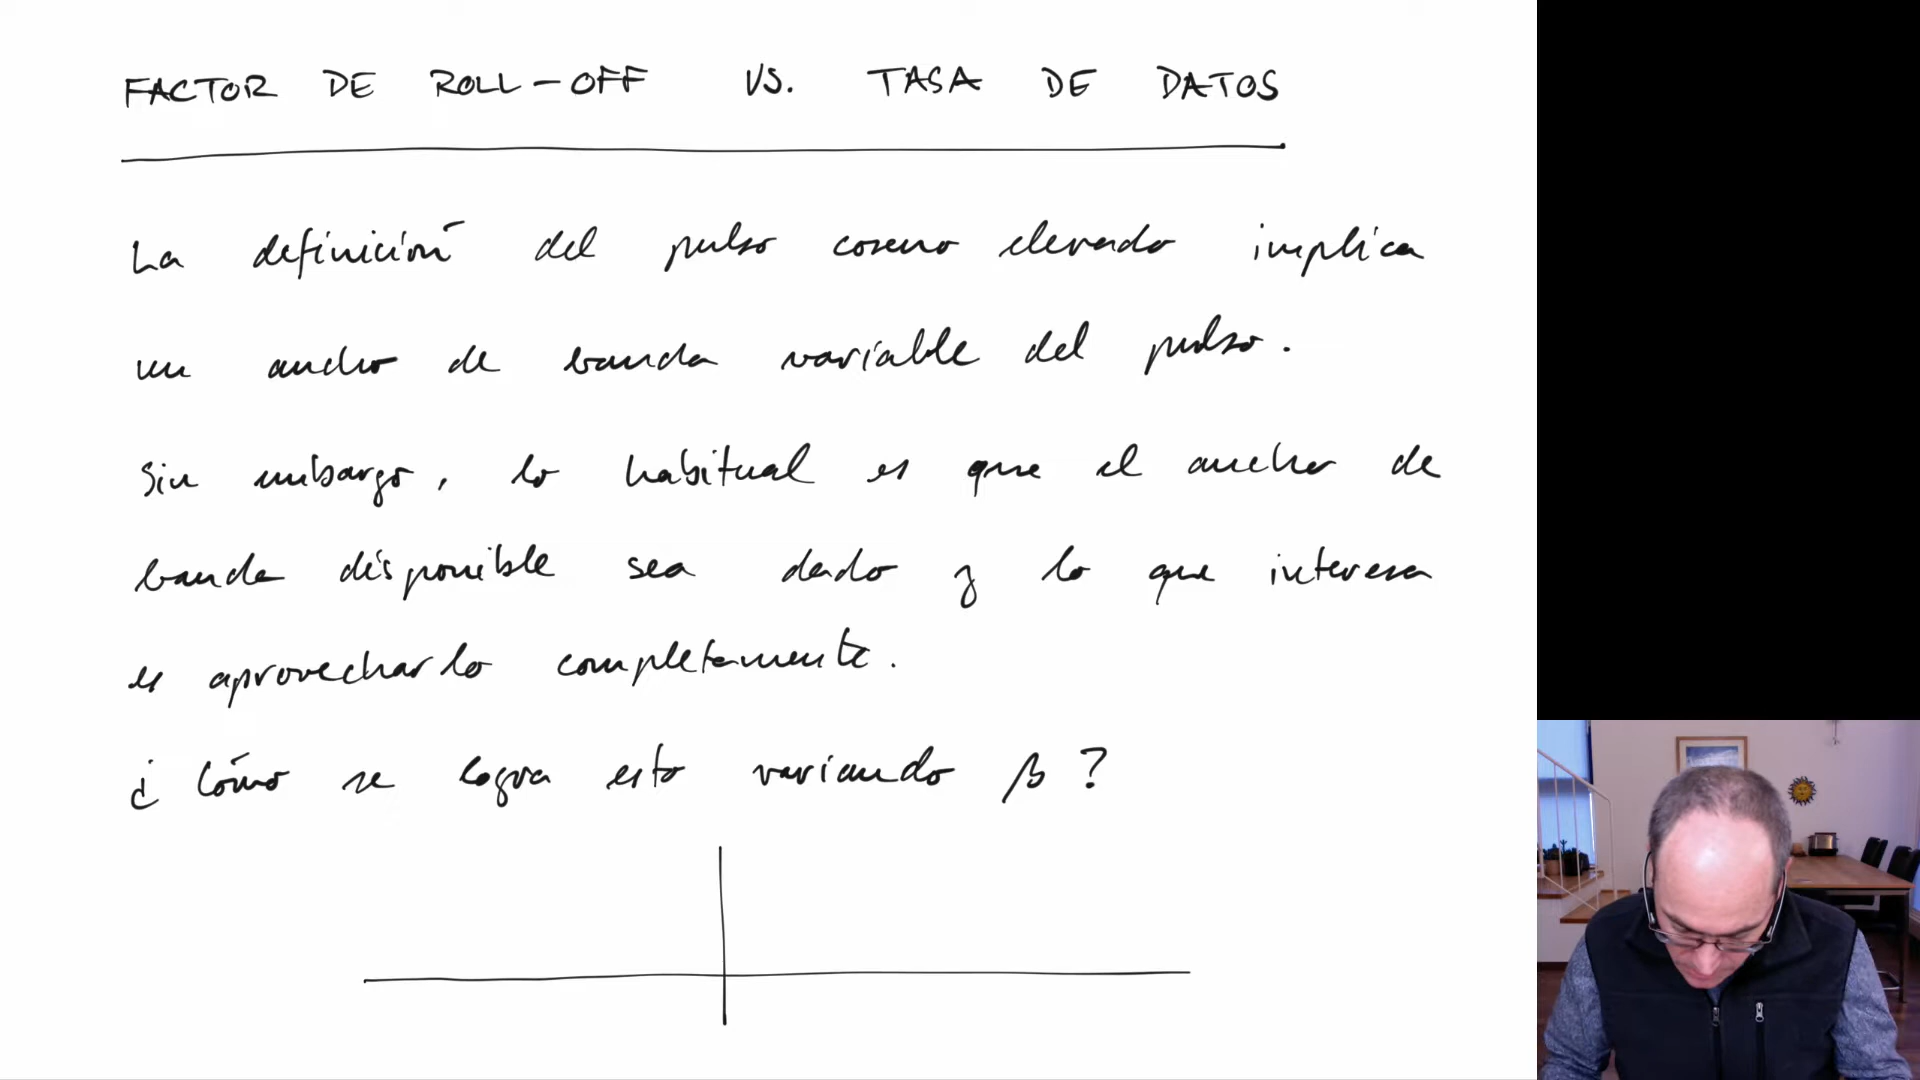 FACTOR DE ROLL-OFF VS. TASA DE DATOS
La definición del pulso coseno elevado implica
un ancho de banda variable del pulso.
Sin embargo, lo habitual es que el ancho de
banda disponible sea dado y lo que interesa
es aprovecharlo completamente.
¿Cómo se logra esto variando β?